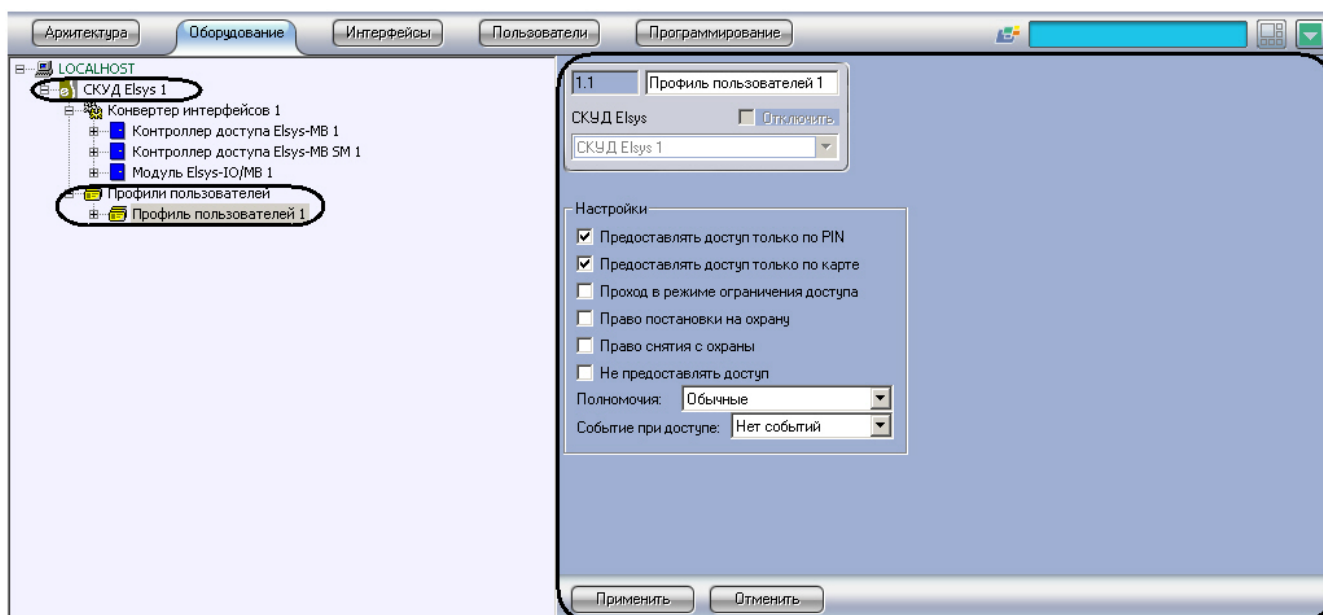 Архитектура Оборудование Интерфейсы Пользователи Программирование
LOCALHOST
СКУД Elsys 1
Конвертер интерфейсов 1
Контроллер доступа Elsys-MB 1
Контроллер доступа Elsys-MB SM 1
Модуль Elsys-IO/MB 1
Профили пользователей
Профиль пользователей 1
1.1 Профиль пользователей 1
СКУД Elsys Отключить
СКУД Elsys 1
Настройки
Предоставлять доступ только по PIN
Предоставлять доступ только по карте
Проход в режиме ограничения доступа
Право постановки на охрану
Право снятия с охраны
Не предоставлять доступ
Полномочия: Обычные
Событие при доступе: Нет событий
Применить Отменить